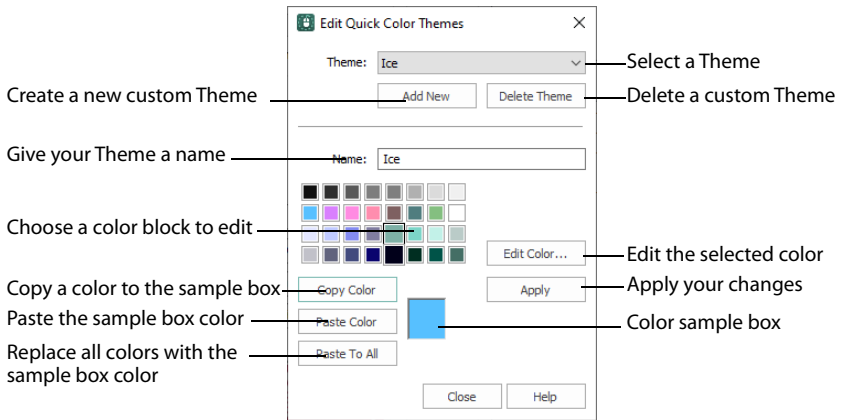 Edit Quick Color Themes
Theme: Ice
Select a Theme
Create a new custom Theme
Add New
Delete Theme
Delete a custom Theme
Give your Theme a name
Name: Ice
Choose a color block to edit
Edit Color...
Edit the selected color
Copy a color to the sample box
Copy Color
Apply
Apply your changes
Paste the sample box color
Paste Color
Color sample box
Replace all colors with the
sample box color
Paste To All
Close
Help